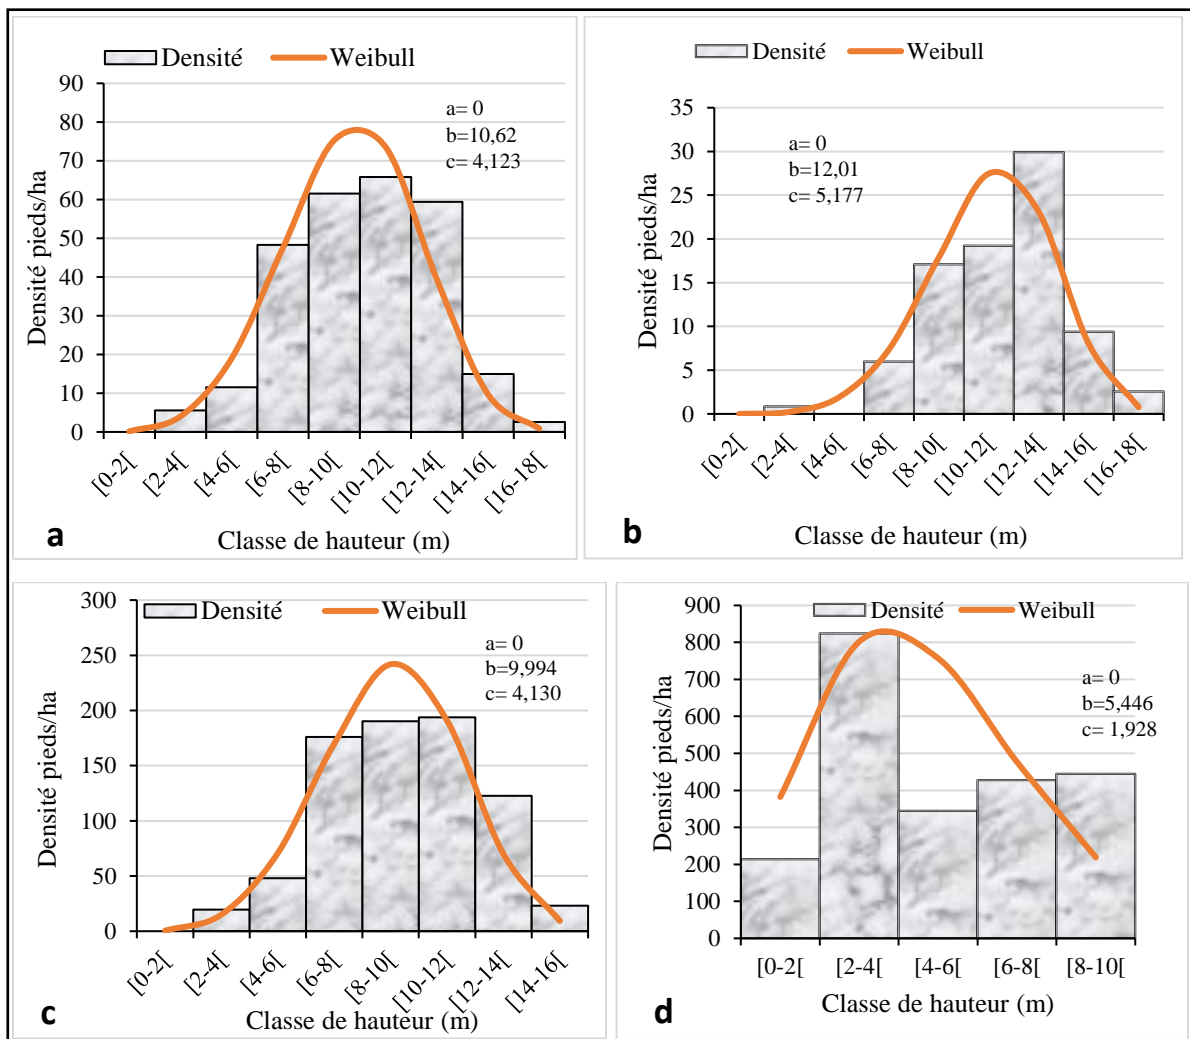 Densité Weibull
a= 0
b=10,62
c= 4,123
Densité pieds/ha
90
80
70
60
50
40
30
20
10
0
[0-2[ [2-4[ [4-6[ [6-8[ [8-10[ [10-12[ [12-14[ [14-16[ [16-18[
Classe de hauteur (m)
a
Densité Weibull
a= 0
b=12,01
c= 5,177
Densité pieds/ha
35
30
25
20
15
10
5
0
[0-2[ [2-4[ [4-6[ [6-8[ [8-10[ [10-12[ [12-14[ [14-16[ [16-18[
Classe de hauteur (m)
b
Densité Weibull
a= 0
b=9,994
c= 4,130
Densité pieds/ha
300
250
200
150
100
50
0
[0-2[ [2-4[ [4-6[ [6-8[ [8-10[ [10-12[ [12-14[ [14-16[
Classe de hauteur (m)
c
Densité Weibull
a= 0
b=5,446
c= 1,928
Densité pieds/ha
900
800
700
600
500
400
300
200
100
0
[0-2[ [2-4[ [4-6[ [6-8[ [8-10[
Classe de hauteur (m)
d